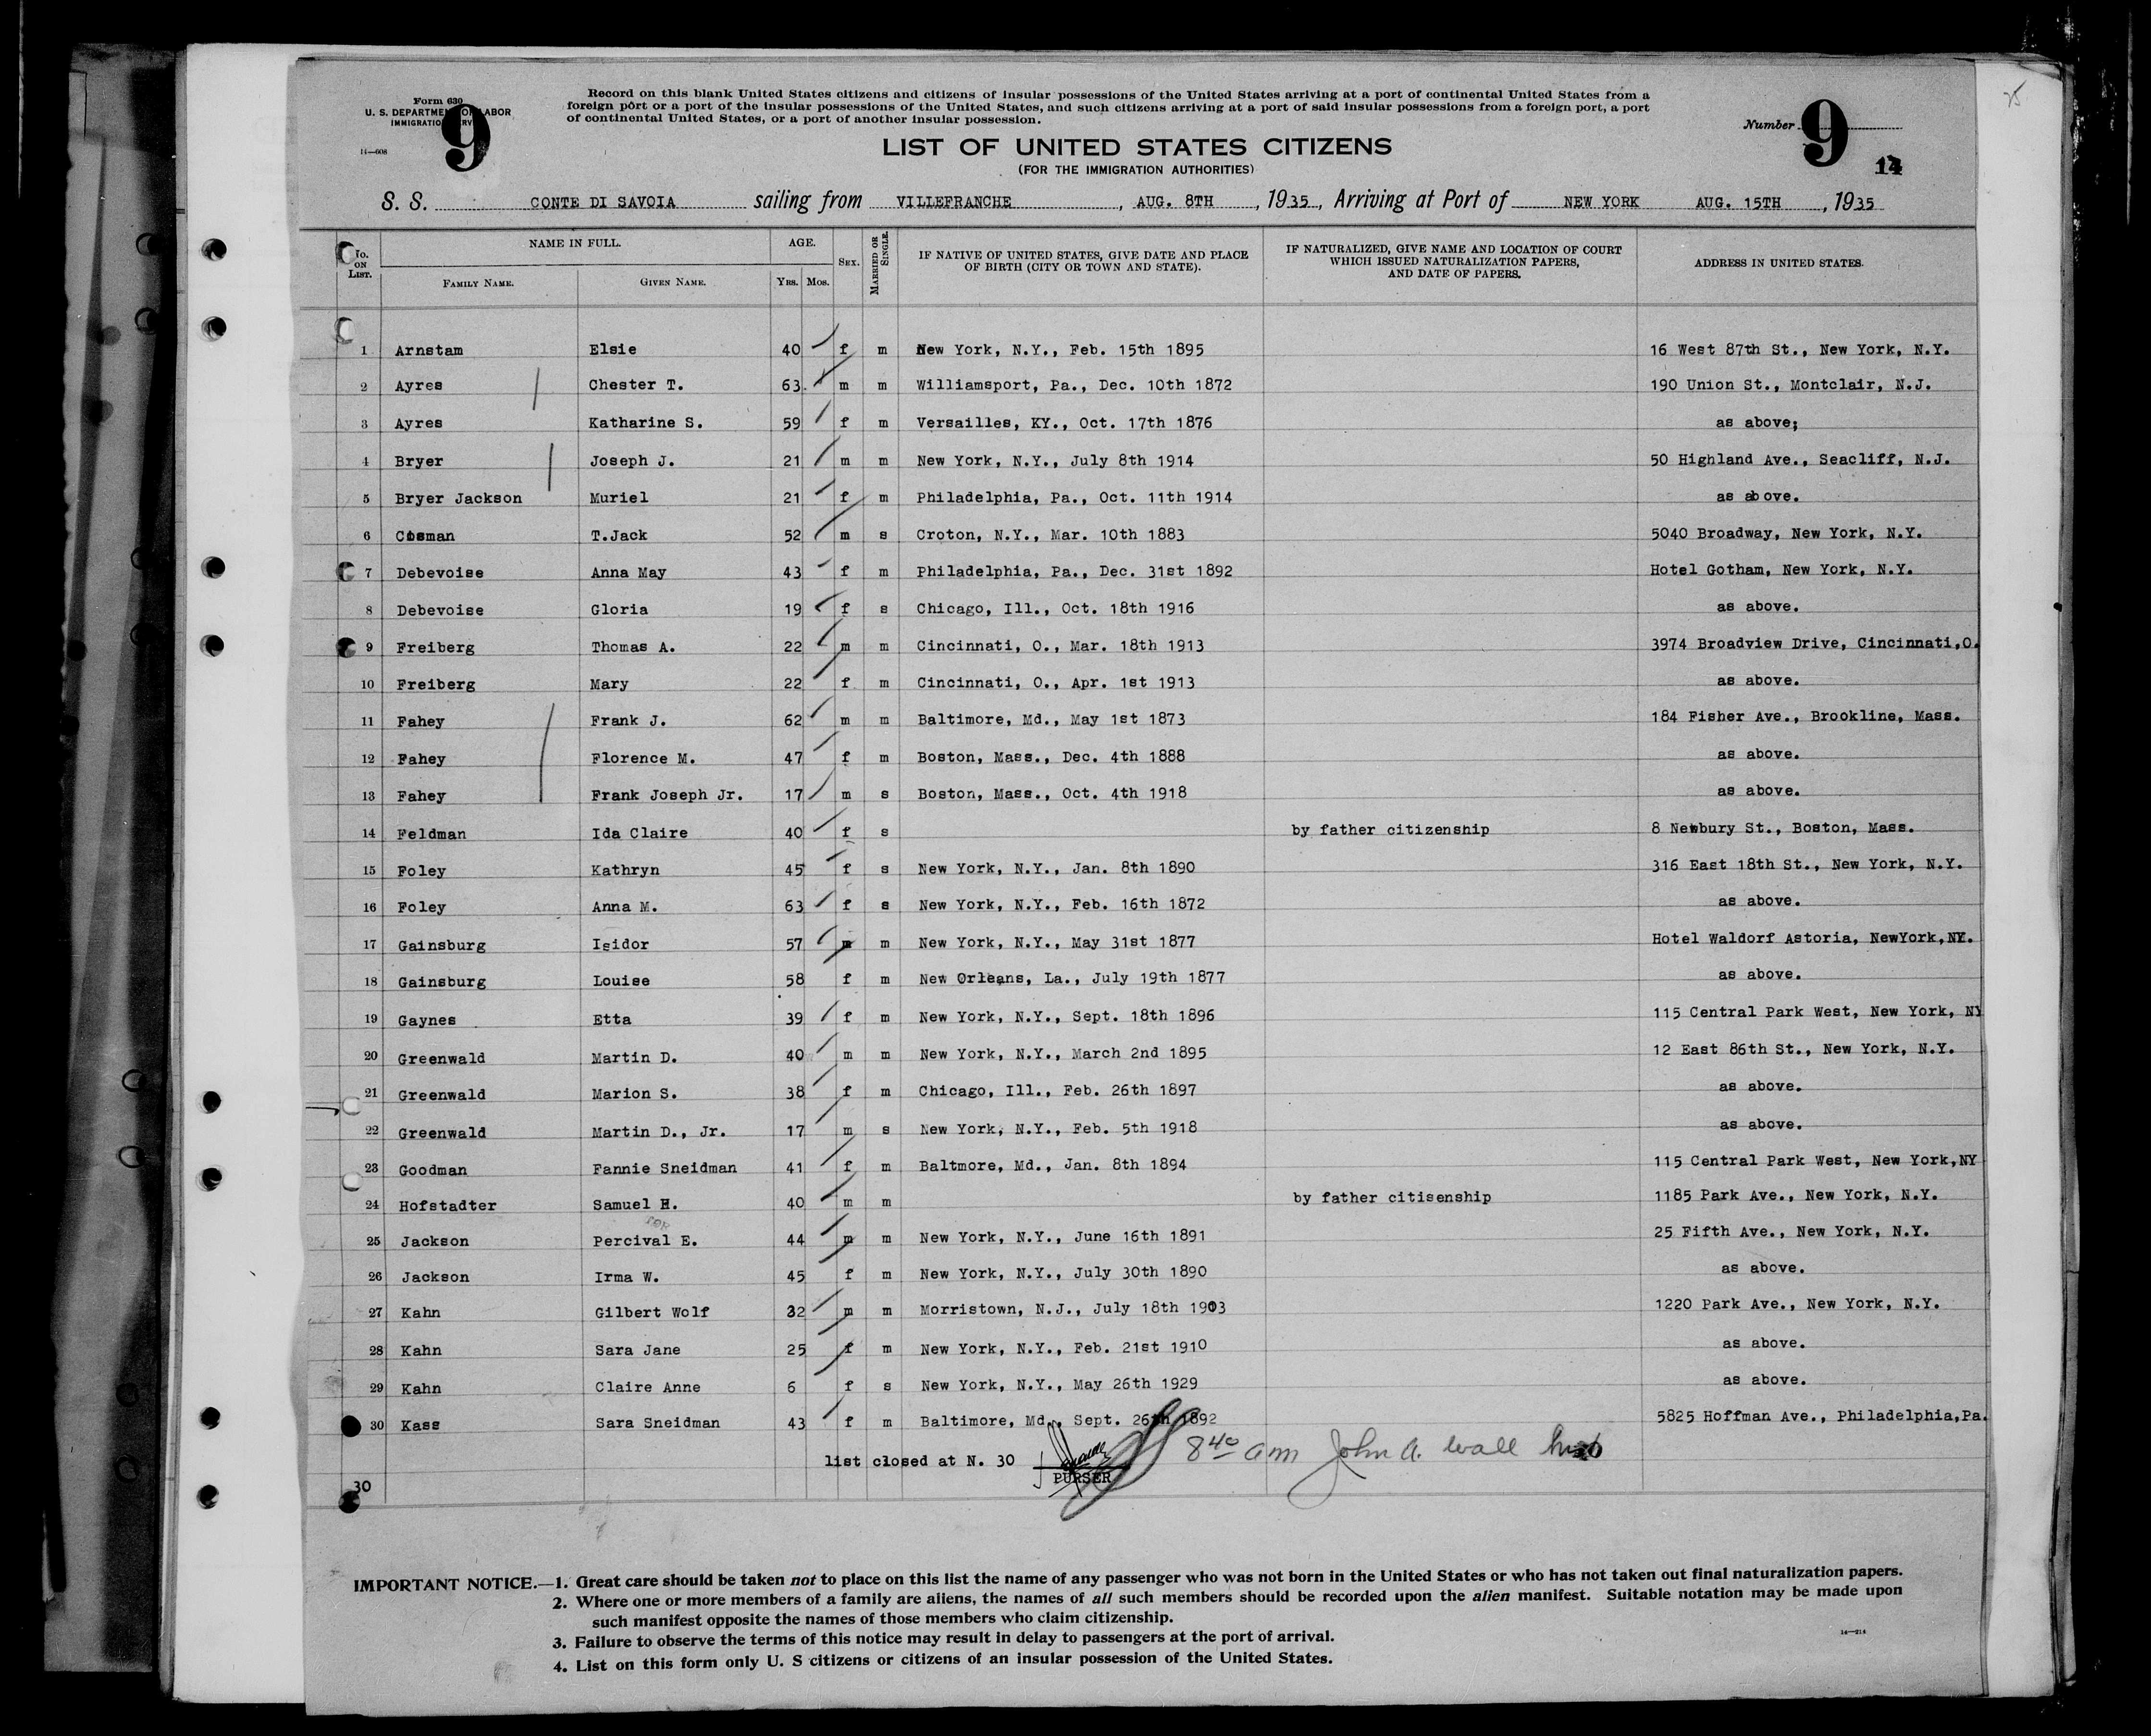 Form 630
U. S. DEPARTMENT OF LABOR
IMMIGRATION SERVICE
9
14—608
Record on this blank United States citizens and citizens of insular possessions of the United States arriving at a port of continental United States from a
foreign port or a port of the insular possessions of the United States, and such citizens arriving at a port of said insular possessions from a foreign port, a port
of continental United States, or a port of another insular possession.
LIST OF UNITED STATES CITIZENS
(FOR THE IMMIGRATION AUTHORITIES)
Number 9
14
S. S. CONTE DI SAVOIA sailing from VILLEFRANCHE, AUG. 8TH, 1935, Arriving at Port of NEW YORK AUG. 15TH, 1935
No. ON LIST. NAME IN FULL. FAMILY NAME. GIVEN NAME. AGE. YRS. MOS. SEX. MARRIED OR SINGLE. IF NATIVE OF UNITED STATES, GIVE DATE AND PLACE OF BIRTH (CITY OR TOWN AND STATE). IF NATURALIZED, GIVE NAME AND LOCATION OF COURT WHICH ISSUED NATURALIZATION PAPERS, AND DATE OF PAPERS. ADDRESS IN UNITED STATES.
1 Arnstam Elsie 40 f m New York, N.Y., Feb. 15th 1895 16 West 87th St., New York, N.Y.
2 Ayres Chester T. 63 m m Williamsport, Pa., Dec. 10th 1872 190 Union St., Montclair, N.J.
3 Ayres Katharine S. 59 f m Versailles, KY., Oct. 17th 1876 as above;
4 Bryer Joseph J. 21 m m New York, N.Y., July 8th 1914 50 Highland Ave., Seacliff, N.J.
5 Bryer Jackson Muriel 21 f m Philadelphia, Pa., Oct. 11th 1914 as above.
6 Cosman T.Jack 52 m s Croton, N.Y., Mar. 10th 1883 5040 Broadway, New York, N.Y.
7 Debevoise Anna May 43 f m Philadelphia, Pa., Dec. 31st 1892 Hotel Gotham, New York, N.Y.
8 Debevoise Gloria 19 f s Chicago, Ill., Oct. 18th 1916 as above.
9 Freiberg Thomas A. 22 m m Cincinnati, O., Mar. 18th 1913 3974 Broadview Drive, Cincinnati,O.
10 Freiberg Mary 22 f m Cincinnati, O., Apr. 1st 1913 as above.
11 Fahey Frank J. 62 m m Baltimore, Md., May 1st 1873 184 Fisher Ave., Brookline, Mass.
12 Fahey Florence M. 47 f m Boston, Mass., Dec. 4th 1888 as above.
13 Fahey Frank Joseph Jr. 17 m s Boston, Mass., Oct. 4th 1918 as above.
14 Feldman Ida Claire 40 f s by father citizenship 8 Newbury St., Boston, Mass.
15 Foley Kathryn 45 f s New York, N.Y., Jan. 8th 1890 316 East 18th St., New York, N.Y.
16 Foley Anna M. 63 f s New York, N.Y., Feb. 16th 1872 as above.
17 Gainsburg Isidor 57 m m New York, N.Y., May 31st 1877 Hotel Waldorf Astoria, NewYork,NY.
18 Gainsburg Louise 58 f m New Orleans, La., July 19th 1877 as above.
19 Gaynes Etta 39 f m New York, N.Y., Sept. 18th 1896 115 Central Park West, New York, NY
20 Greenwald Martin D. 40 m m New York, N.Y., March 2nd 1895 12 East 86th St., New York, N.Y.
21 Greenwald Marion S. 38 f m Chicago, Ill., Feb. 26th 1897 as above.
22 Greenwald Martin D., Jr. 17 m s New York, N.Y., Feb. 5th 1918 as above.
23 Goodman Fannie Sneidman 41 f m Baltmore, Md., Jan. 8th 1894 115 Central Park West, New York,NY
24 Hofstadter Samuel H. 40 m m by father citisenship 1185 Park Ave., New York, N.Y.
25 Jackson Percival E. 44 m m New York, N.Y., June 16th 1891 25 Fifth Ave., New York, N.Y.
26 Jackson Irma W. 45 f m New York, N.Y., July 30th 1890 as above.
27 Kahn Gilbert Wolf 32 m m Morristown, N.J., July 18th 1903 1220 Park Ave., New York, N.Y.
28 Kahn Sara Jane 25 f m New York, N.Y., Feb. 21st 1910 as above.
29 Kahn Claire Anne 6 f s New York, N.Y., May 26th 1929 as above.
30 Kass Sara Sneidman 43 f m Baltimore, Md., Sept. 26th 1892 5825 Hoffman Ave., Philadelphia,Pa.
list closed at N. 30 PURSER 8 40 am John A. Wall
30
IMPORTANT NOTICE.—1. Great care should be taken not to place on this list the name of any passenger who was not born in the United States or who has not taken out final naturalization papers.
2. Where one or more members of a family are aliens, the names of all such members should be recorded upon the alien manifest. Suitable notation may be made upon
such manifest opposite the names of those members who claim citizenship.
3. Failure to observe the terms of this notice may result in delay to passengers at the port of arrival.
4. List on this form only U. S citizens or citizens of an insular possession of the United States.
14—214